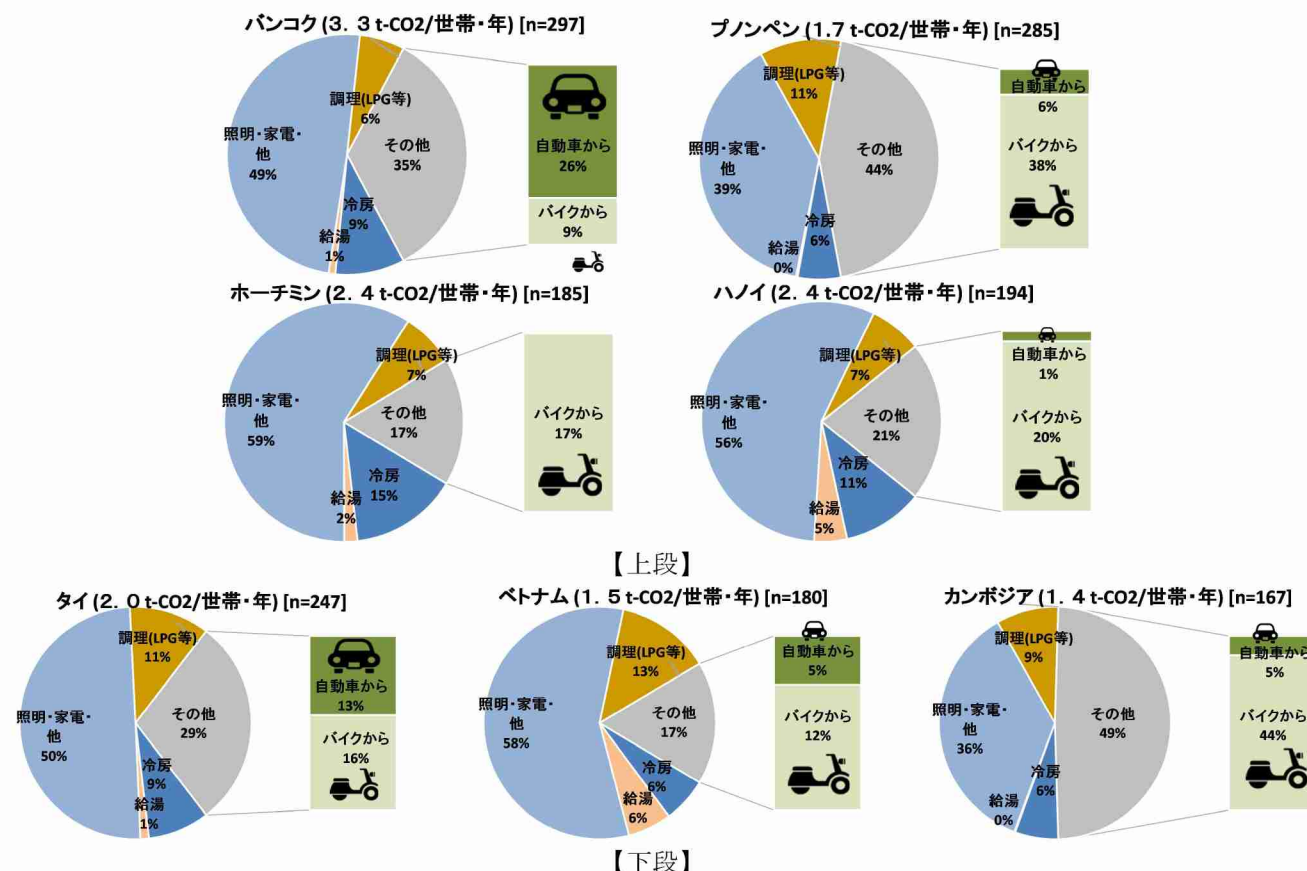 バンコク (3. 3 t-CO2/世帯・年) [n=297]
調理(LPG等)
6%
照明・家電・
他
49%
その他
35%
冷房
9%
給湯
1%
自動車から
26%
バイクから
9%
プノンペン (1.7 t-CO2/世帯・年) [n=285]
調理(LPG等)
11%
照明・家電・
他
39%
その他
44%
冷房
6%
給湯
0%
自動車から
6%
バイクから
38%
ホーチミン (2. 4 t-CO2/世帯・年) [n=185]
調理(LPG等)
7%
照明・家電・
他
59%
その他
17%
冷房
15%
給湯
2%
バイクから
17%
ハノイ (2. 4 t-CO2/世帯・年) [n=194]
調理(LPG等)
7%
照明・家電・
他
56%
その他
21%
冷房
11%
給湯
5%
自動車から
1%
バイクから
20%
【上段】
タイ (2. 0 t-CO2/世帯・年) [n=247]
調理(LPG等)
11%
照明・家電・
他
50%
その他
29%
冷房
9%
給湯
1%
自動車から
13%
バイクから
16%
ベトナム (1. 5 t-CO2/世帯・年) [n=180]
調理(LPG等)
13%
照明・家電・
他
58%
その他
17%
冷房
6%
給湯
6%
自動車から
5%
バイクから
12%
カンボジア (1. 4 t-CO2/世帯・年) [n=167]
調理(LPG等)
9%
照明・家電・
他
36%
その他
49%
冷房
6%
給湯
0%
自動車から
5%
バイクから
44%
【下段】